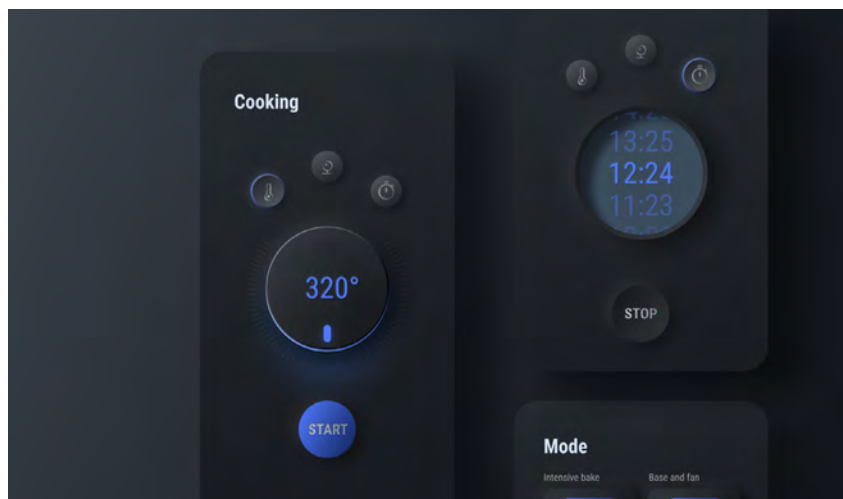 Cooking
320°
START
13:25
12:24
11:23
STOP
Mode
Intensive bake
Base and fan